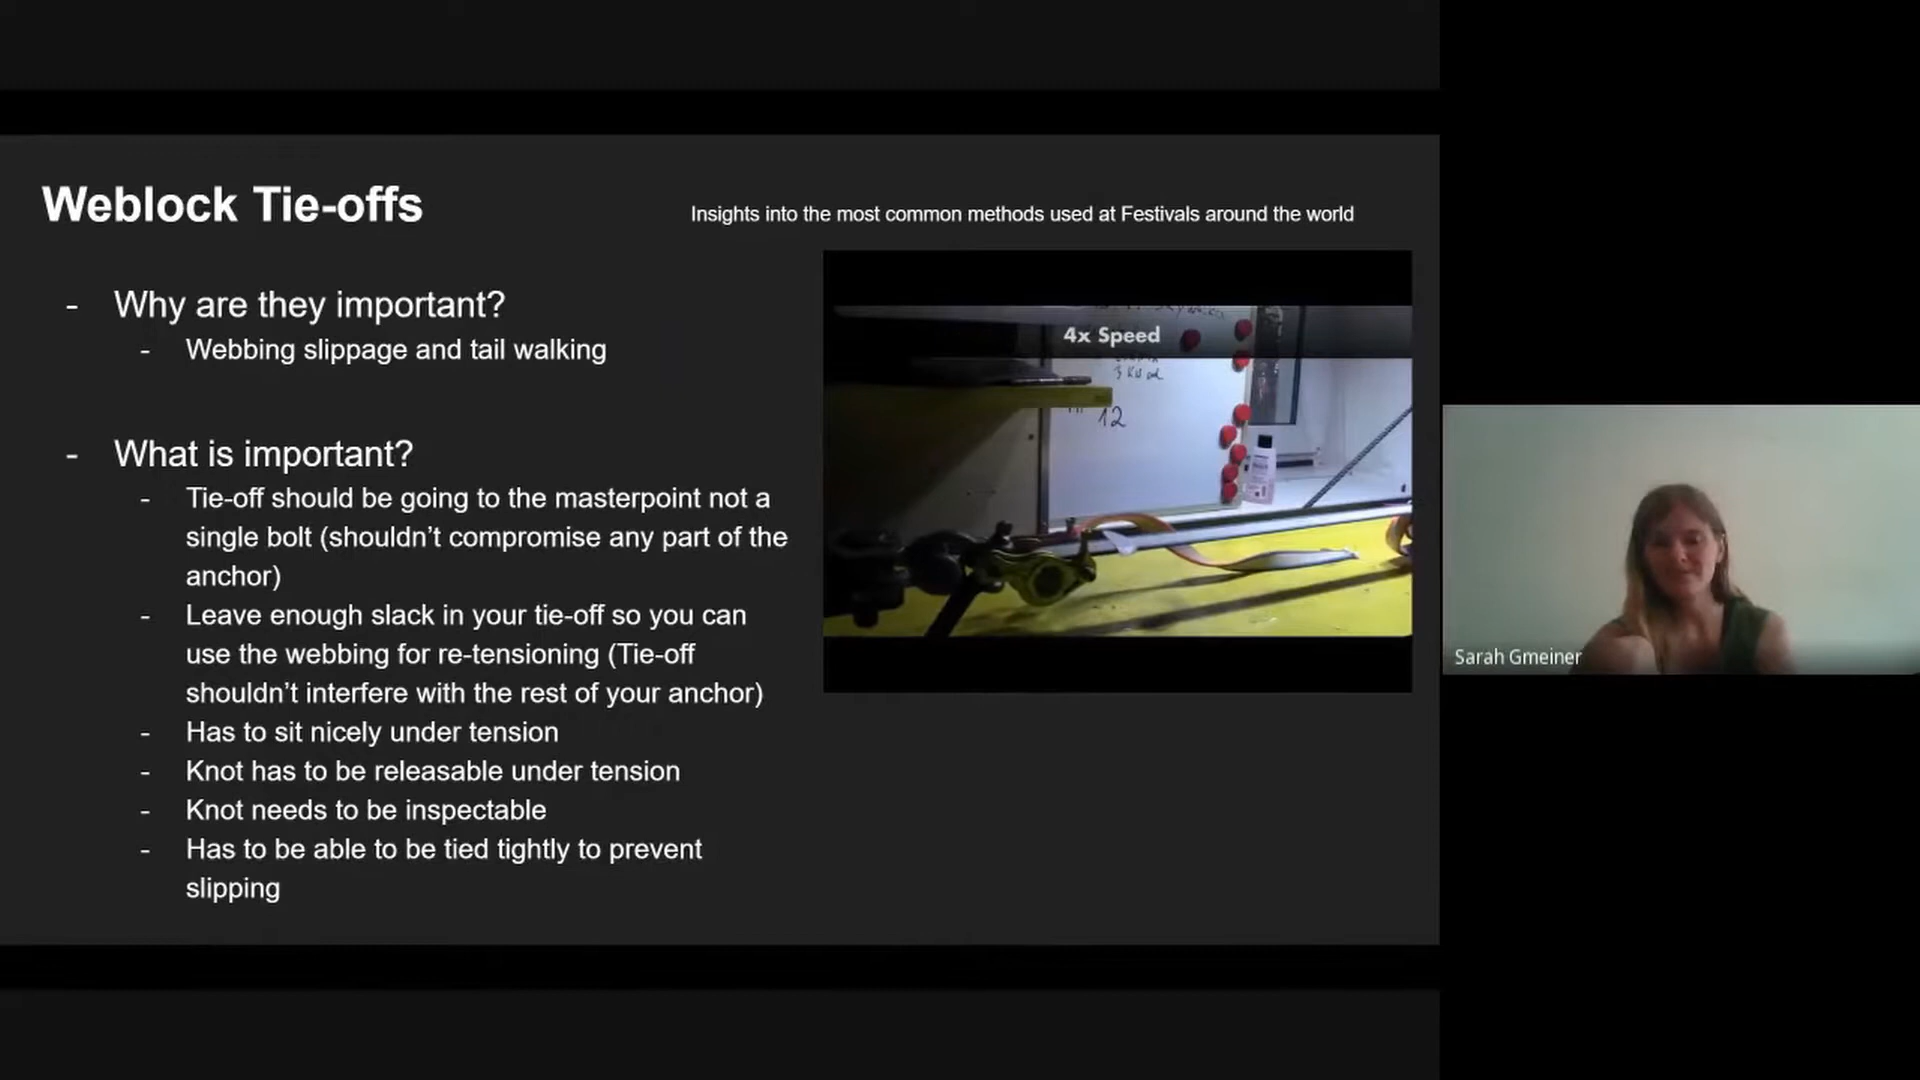 Weblock Tie-offs
Insights into the most common methods used at Festivals around the world
- Why are they important?
- Webbing slippage and tail walking
- What is important?
- Tie-off should be going to the masterpoint not a
single bolt (shouldn't compromise any part of the
anchor)
- Leave enough slack in your tie-off so you can
use the webbing for re-tensioning (Tie-off
shouldn't interfere with the rest of your anchor)
- Has to sit nicely under tension
- Knot has to be releasable under tension
- Knot needs to be inspectable
- Has to be able to be tied tightly to prevent
slipping
4x Speed
12
Sarah Gmeiner